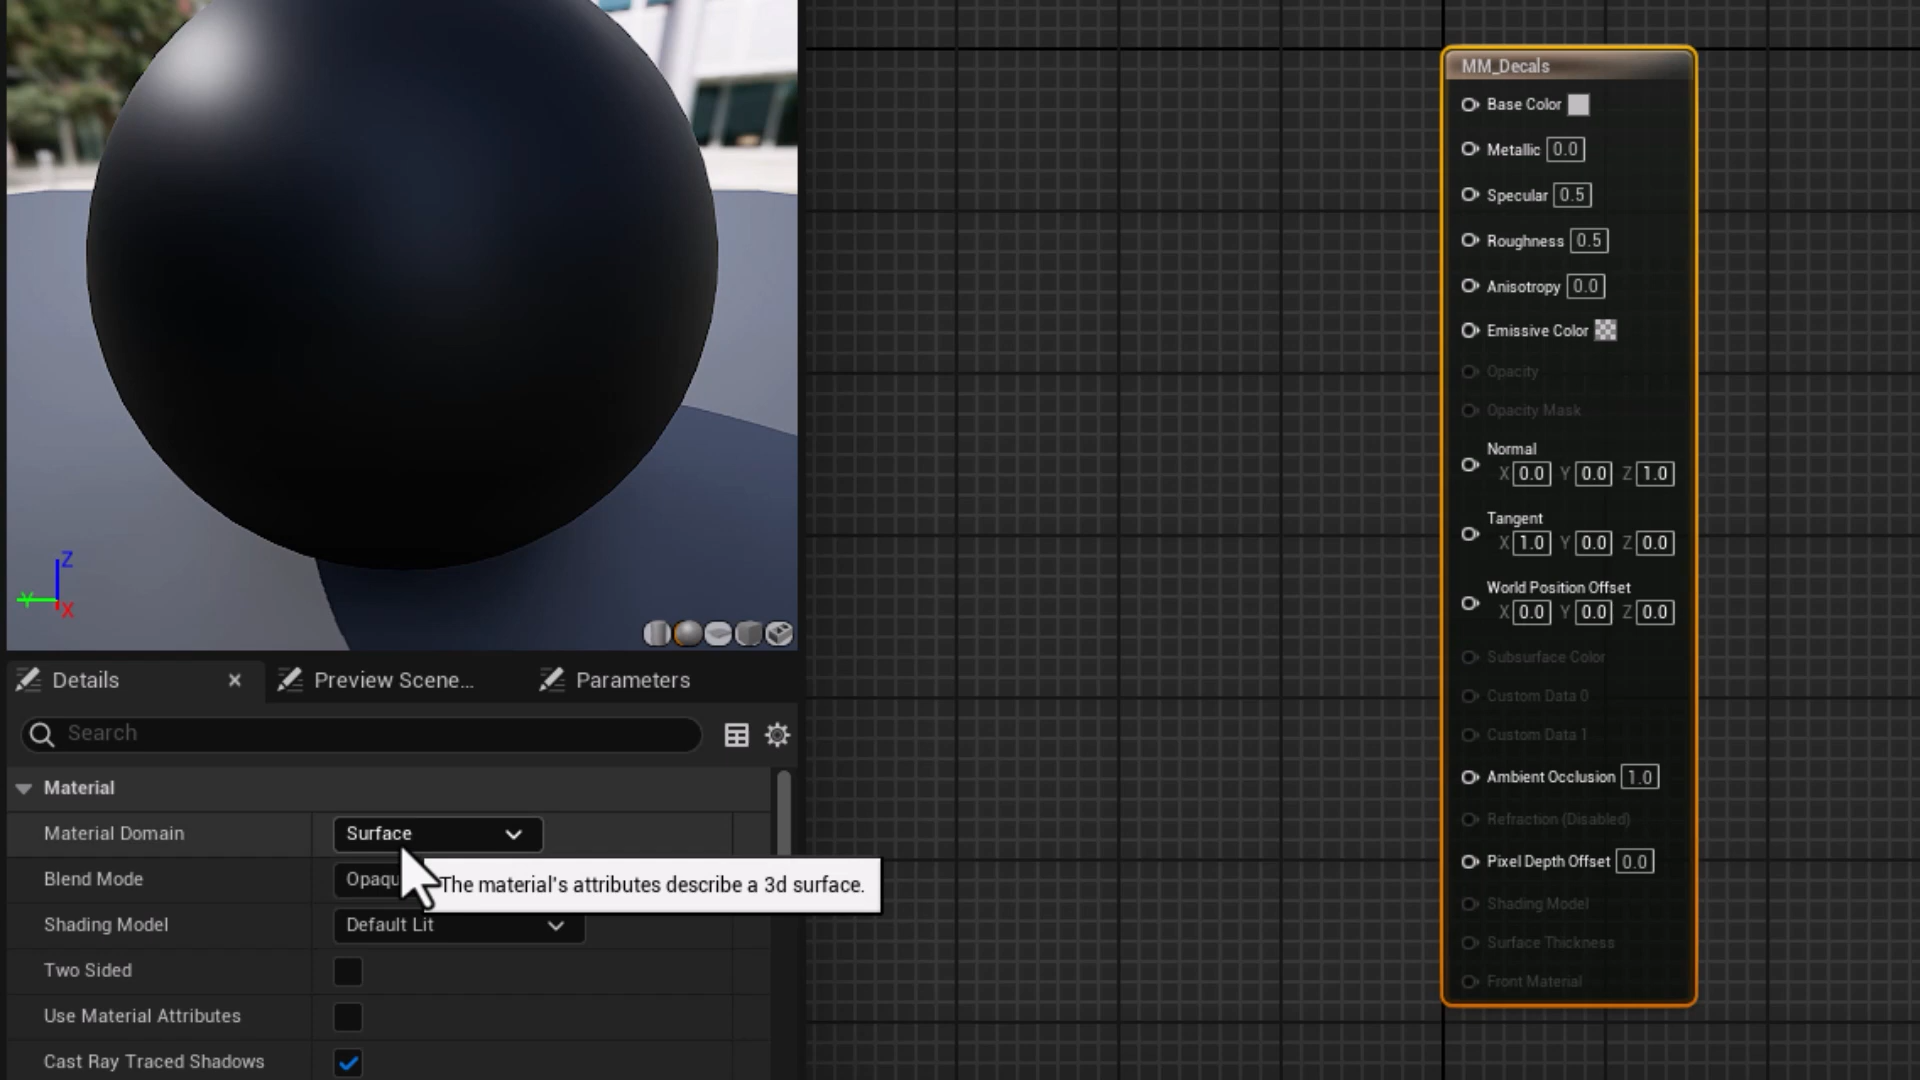 MM_Decals
Base Color
Metallic 0.0
Specular 0.5
Roughness 0.5
Anisotropy 0.0
Emissive Color
Opacity
Opacity Mask
Normal
X 0.0 Y 0.0 Z 1.0
Tangent
X 1.0 Y 0.0 Z 0.0
World Position Offset
X 0.0 Y 0.0 Z 0.0
Subsurface Color
Custom Data 0
Custom Data 1
Ambient Occlusion 1.0
Refraction (Disabled)
Pixel Depth Offset 0.0
Shading Model
Surface Thickness
Front Material
Z
Y
X
Details × Preview Scene... Parameters
Search
Material
Material Domain Surface
Blend Mode Opaqu
The material's attributes describe a 3d surface.
Shading Model Default Lit
Two Sided
Use Material Attributes
Cast Ray Traced Shadows